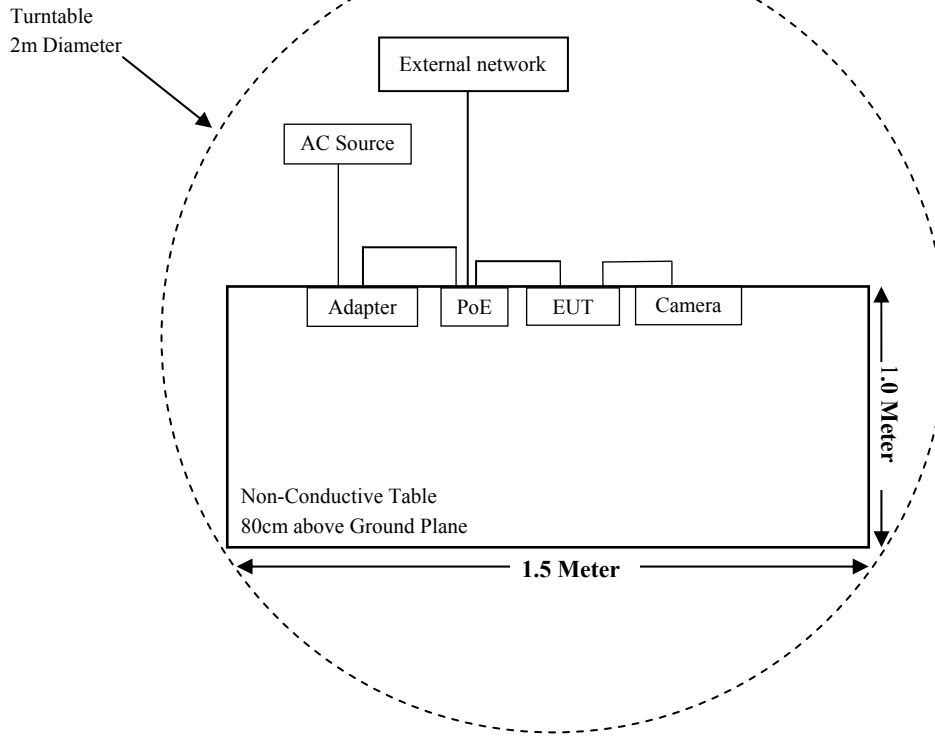 Turntable
2m Diameter
External network
AC Source
Adapter
PoE
EUT
Camera
1.0 Meter
Non-Conductive Table
80cm above Ground Plane
1.5 Meter